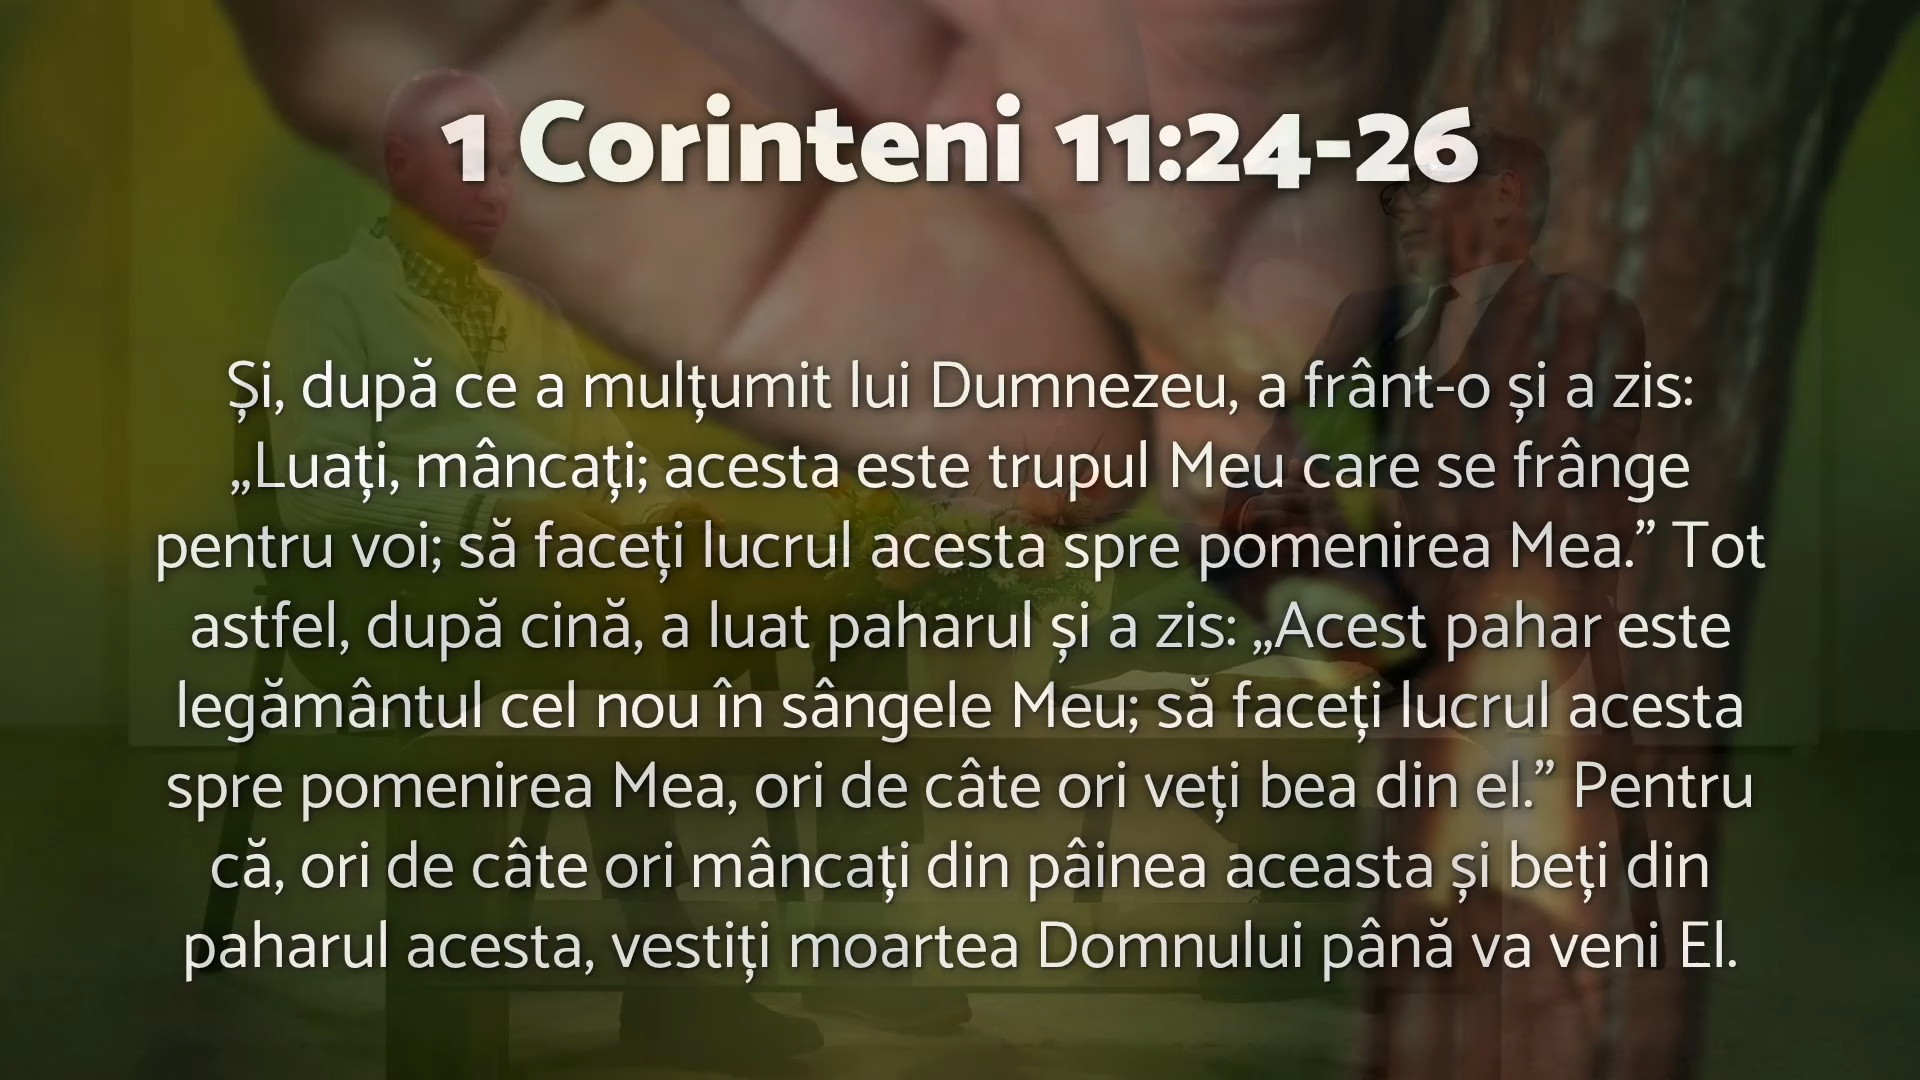 1 Corinteni 11:24-26
Și, după ce a mulțumit lui Dumnezeu, a frânt-o și a zis:
„Luați, mâncați; acesta este trupul Meu care se frânge
pentru voi; să faceți lucrul acesta spre pomenirea Mea.” Tot
astfel, după cină, a luat paharul și a zis: „Acest pahar este
legământul cel nou în sângele Meu; să faceți lucrul acesta
spre pomenirea Mea, ori de câte ori veți bea din el.” Pentru
că, ori de câte ori mâncați din pâinea aceasta și beți din
paharul acesta, vestiți moartea Domnului până va veni El.